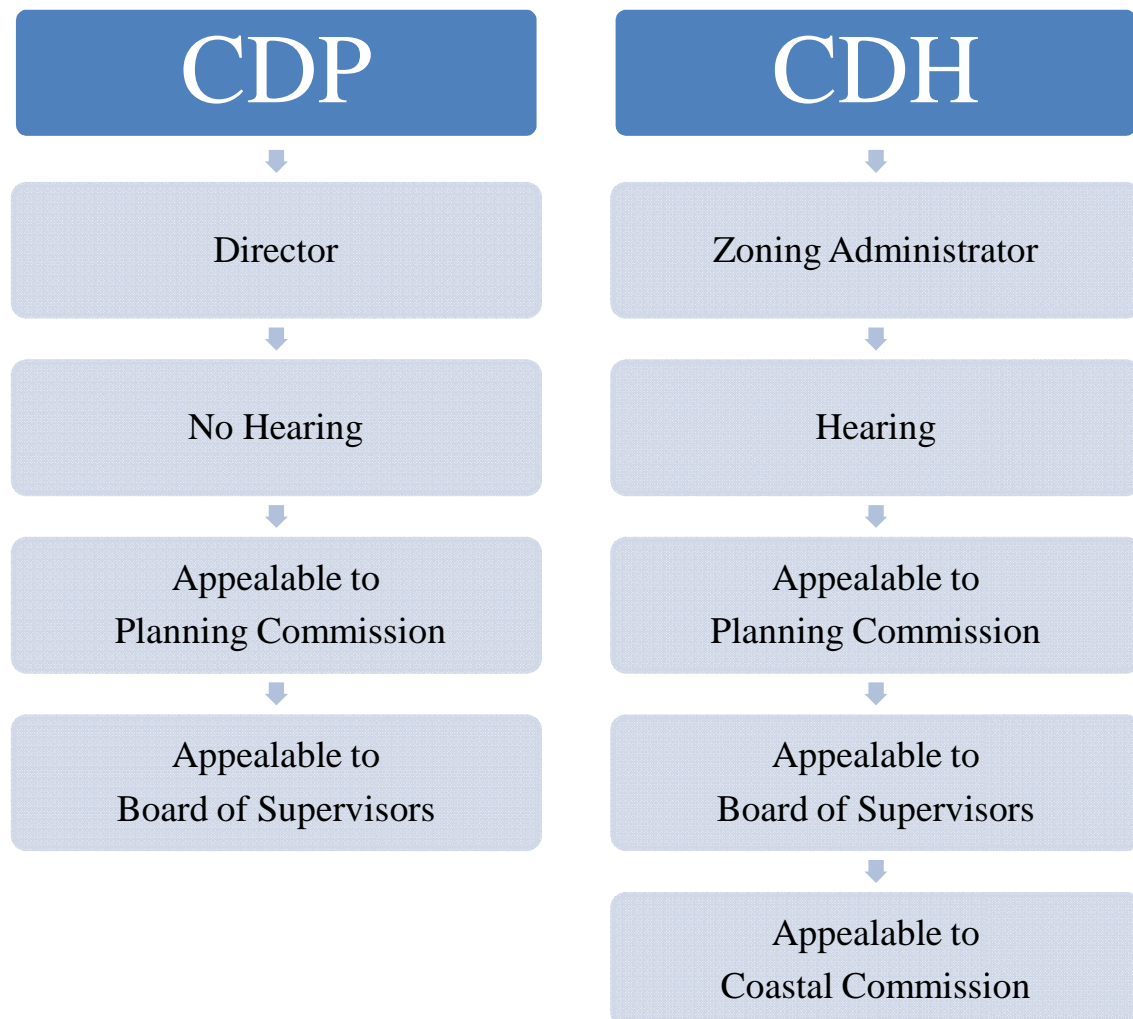 CDP
Director
No Hearing
Appealable to
Planning Commission
Appealable to
Board of Supervisors
CDH
Zoning Administrator
Hearing
Appealable to
Planning Commission
Appealable to
Board of Supervisors
Appealable to
Coastal Commission